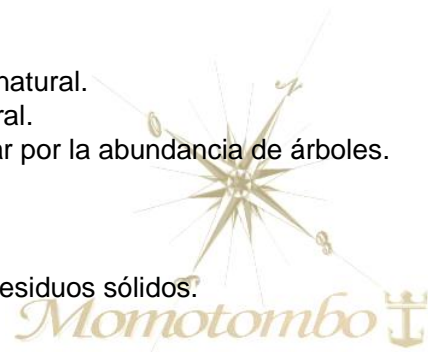 natural.
ral.
ar por la abundancia de árboles.
esiduos sólidos.
Momotombo